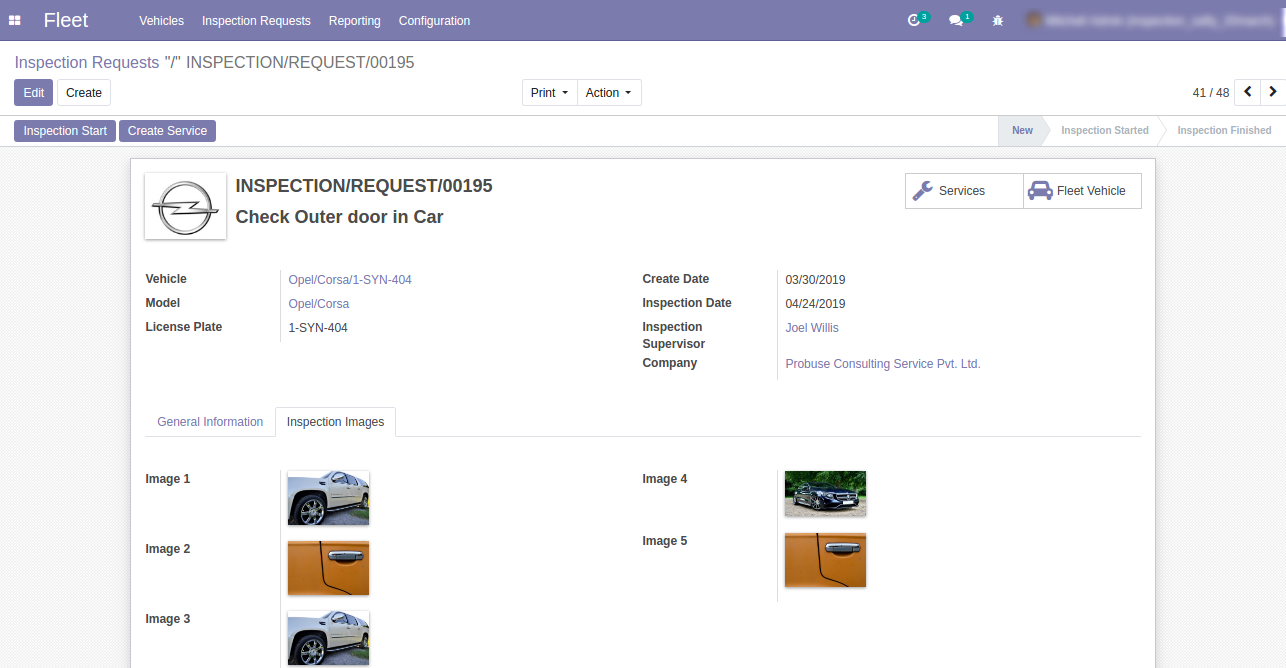 Fleet Vehicles Inspection Requests Reporting Configuration 3 1
Inspection Requests "/" INSPECTION/REQUEST/00195
Edit Create Print Action 41 / 48
Inspection Start Create Service New Inspection Started Inspection Finished
INSPECTION/REQUEST/00195
Check Outer door in Car
Services Fleet Vehicle
Vehicle Opel/Corsa/1-SYN-404
Model Opel/Corsa
License Plate 1-SYN-404
Create Date 03/30/2019
Inspection Date 04/24/2019
Inspection Joel Willis
Supervisor
Company Probuse Consulting Service Pvt. Ltd.
General Information Inspection Images
Image 1
Image 2
Image 3
Image 4
Image 5